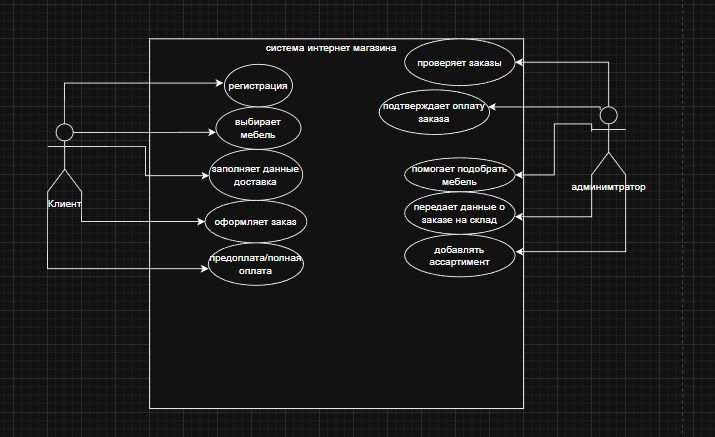 система интернет магазина
регистрация
выбирает
мебель
заполняет данные
доставка
оформляет заказ
предоплата/полная
оплата
Клиент
проверяет заказы
подтверждает оплату
заказа
помогает подобрать
мебель
передает данные о
заказе на склад
добавлять
ассартимент
админимтратор